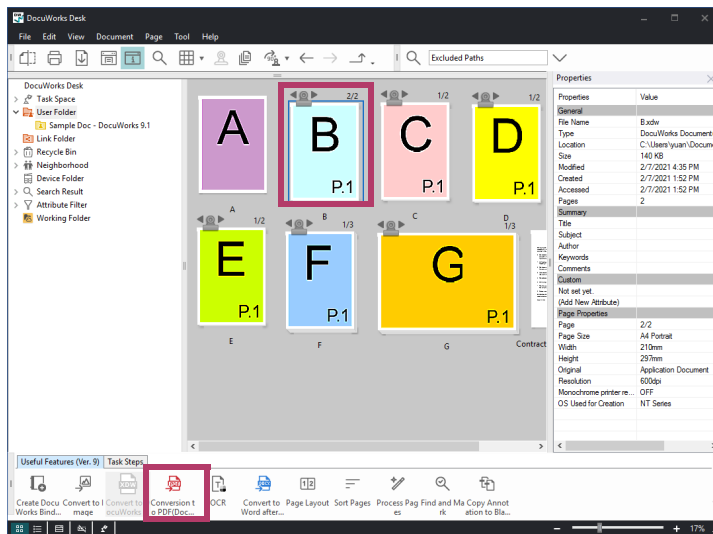 DocuWorks Desk
File Edit View Document Page Tool Help
Excluded Paths
DocuWorks Desk
Task Space
User Folder
Sample Doc - DocuWorks 9.1
Link Folder
Recycle Bin
Neighborhood
Device Folder
Search Result
Attribute Filter
Working Folder
A
A
2/2
B
P.1
B
1/2
C
P.1
C
1/2
D
P.1
D
1/2
E
P.1
E
1/3
F
P.1
F
1/3
G
P.1
G
Contract
Properties
Properties Value
General
File Name B.xdw
Type DocuWorks Document
Location C:\Users\yuan\Docum
Size 140 KB
Modified 2/7/2021 4:35 PM
Created 2/7/2021 1:52 PM
Accessed 2/7/2021 1:52 PM
Pages 2
Summary
Title
Subject
Author
Keywords
Comments
Custom
Not set yet.
(Add New Attribute)
Page Properties
Page 2/2
Page Size A4 Portrait
Width 210mm
Height 297mm
Original Application Document
Resolution 600dpi
Monochrome printer re... OFF
OS Used for Creation NT Series
Useful Features (Ver. 9) Task Steps
Create Docu
Works Bind...
Convert to I
mage
Convert to
ocuWorks
Conversion t
o PDF(Doc...
OCR
Convert to
Word after...
Page Layout
Sort Pages
Process Pag
es
Find and Ma
rk
Copy Annot
ation to Bla...
17%